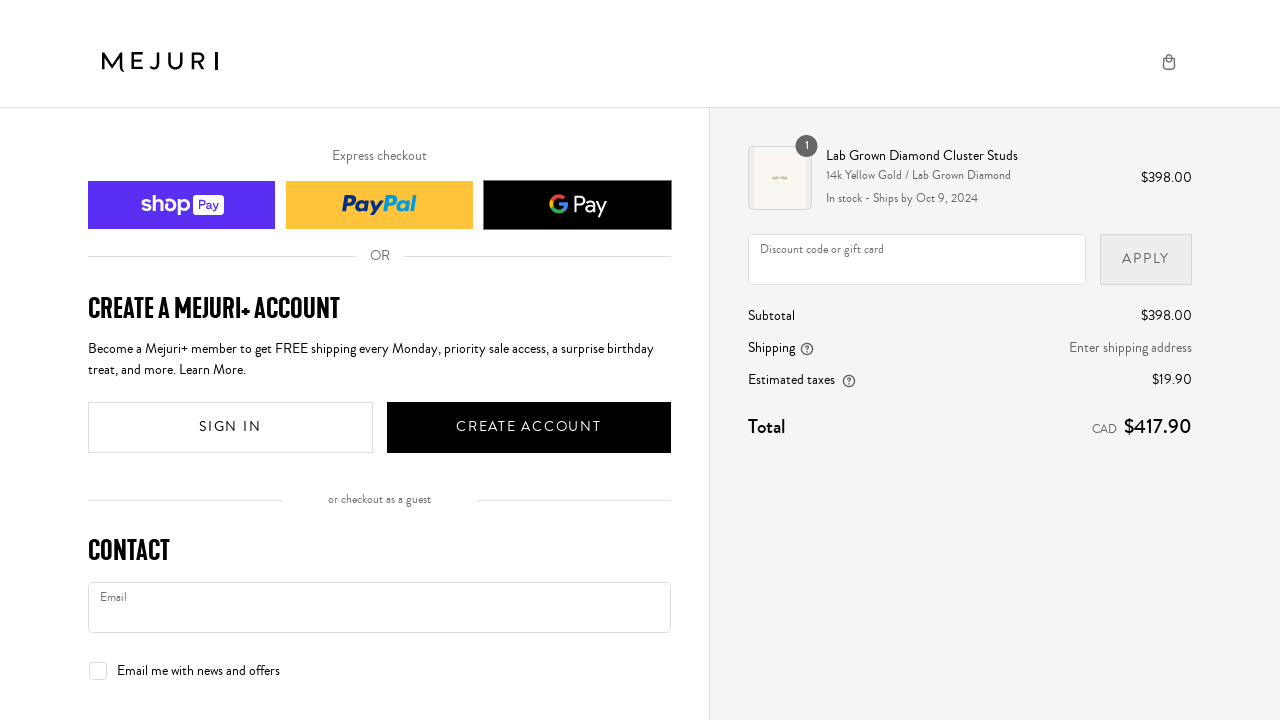 MEJURI
Express checkout
shop Pay
PayPal
G Pay
OR
CREATE A MEJURI+ ACCOUNT
Become a Mejuri+ member to get FREE shipping every Monday, priority sale access, a surprise birthday
treat, and more. Learn More.
SIGN IN
CREATE ACCOUNT
or checkout as a guest
CONTACT
Email
Email me with news and offers
1
Lab Grown Diamond Cluster Studs
14k Yellow Gold / Lab Grown Diamond
In stock - Ships by Oct 9, 2024
$398.00
Discount code or gift card
APPLY
Subtotal $398.00
Shipping ? Enter shipping address
Estimated taxes ? $19.90
Total CAD $417.90